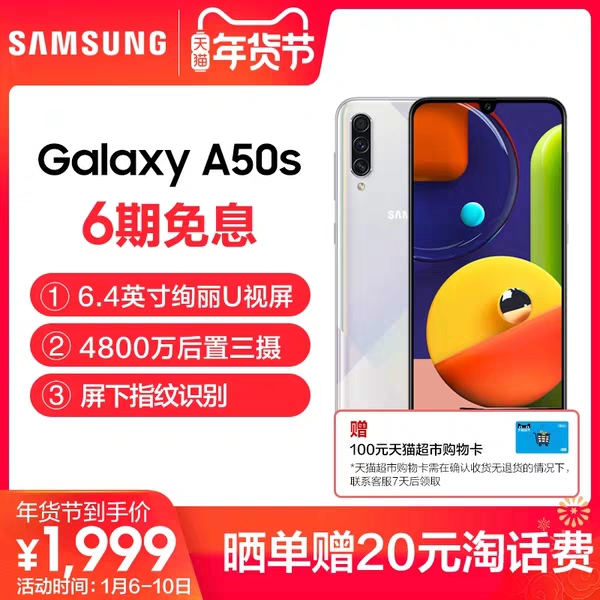 SAMSUNG
天猫 年货节
Galaxy A50s
6期免息
① 6.4英寸绚丽U视屏
② 4800万后置三摄
③ 屏下指纹识别
SAM
赠
100元天猫超市购物卡
*天猫超市购物卡需在确认收货无退货的情况下，
联系客服7天后领取
年货节到手价
¥1,999
活动时间：1月6-10日
晒单赠20元淘话费